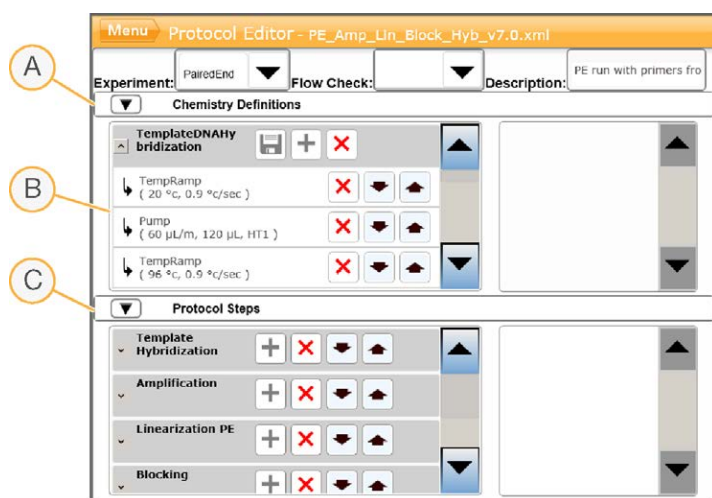 Menu Protocol Editor - PE_Amp_Lin_Block_Hyb_v7.0.xml
Experiment: PairedEnd Flow Check: Description: PE run with primers fro
A
Chemistry Definitions
TemplateDNAHy
bridization
B
TempRamp
( 20 °c, 0.9 °c/sec )
Pump
( 60 µL/m, 120 µL, HT1 )
TempRamp
( 96 °c, 0.9 °c/sec )
C
Protocol Steps
Template
Hybridization
Amplification
Linearization PE
Blocking